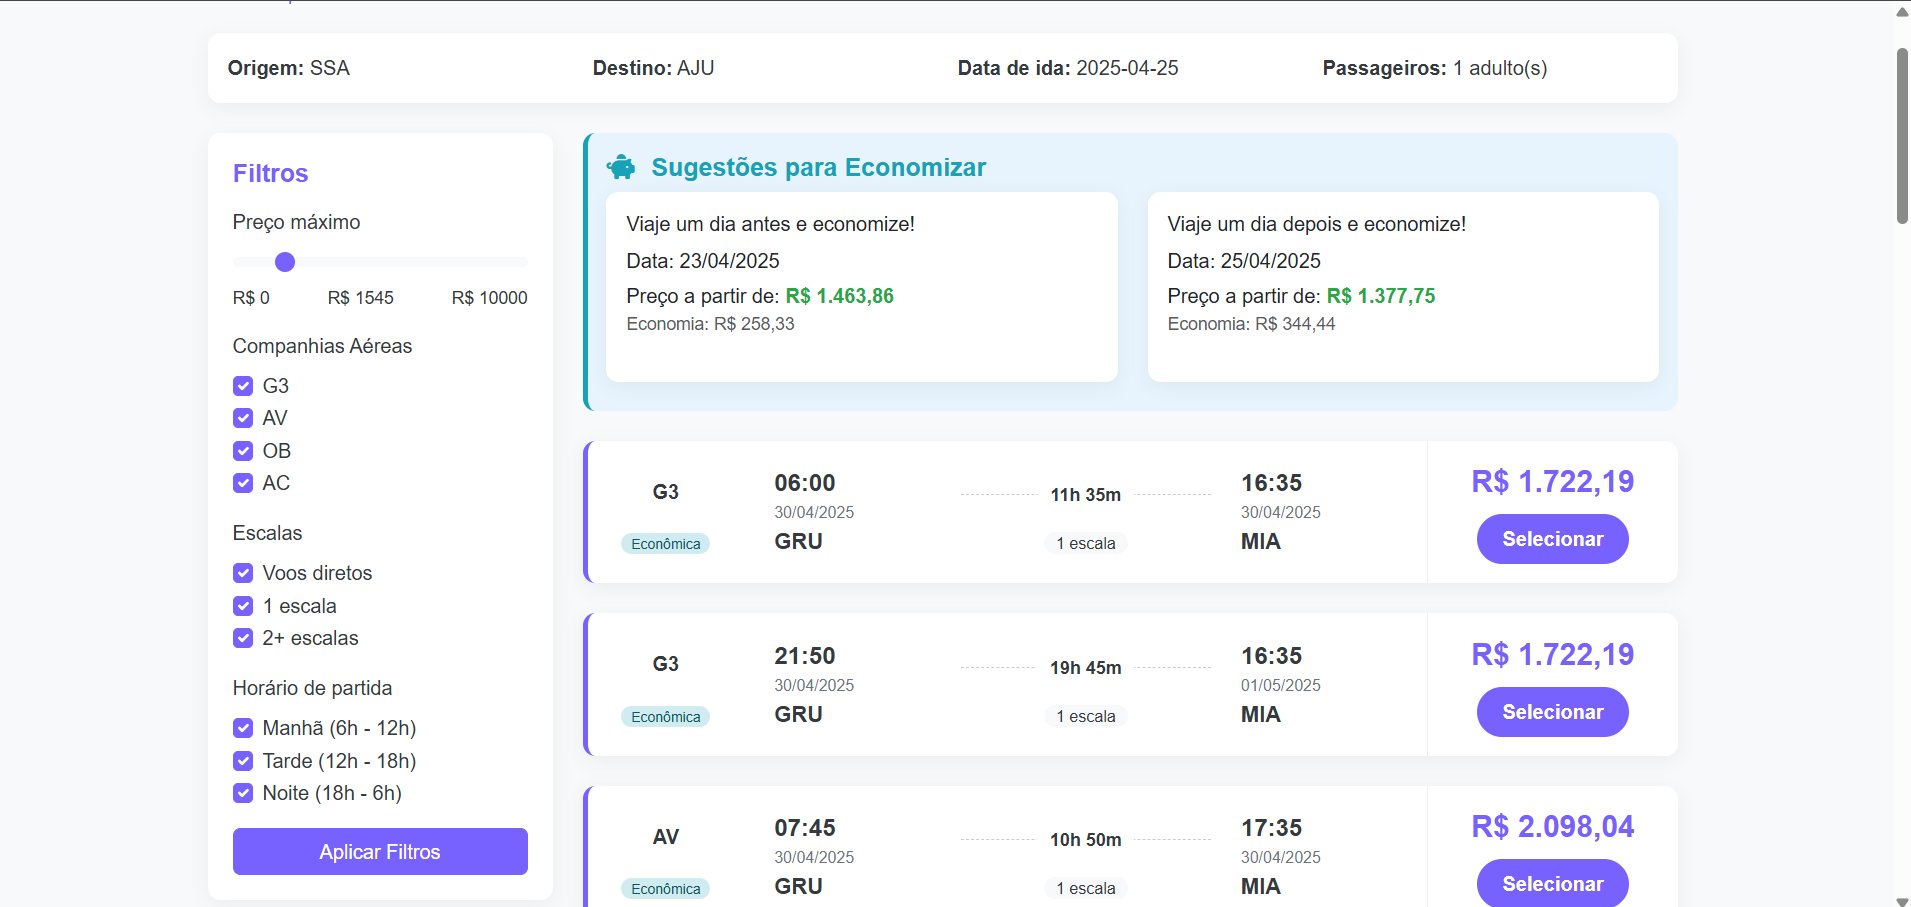 Origem: SSA
Destino: AJU
Data de ida: 2025-04-25
Passageiros: 1 adulto(s)
Filtros
Preço máximo
R$ 0
R$ 1545
R$ 10000
Companhias Aéreas
G3
AV
OB
AC
Escalas
Voos diretos
1 escala
2+ escalas
Horário de partida
Manhã (6h - 12h)
Tarde (12h - 18h)
Noite (18h - 6h)
Aplicar Filtros
Sugestões para Economizar
Viaje um dia antes e economize!
Data: 23/04/2025
Preço a partir de: R$ 1.463,86
Economia: R$ 258,33
Viaje um dia depois e economize!
Data: 25/04/2025
Preço a partir de: R$ 1.377,75
Economia: R$ 344,44
G3
Econômica
06:00
30/04/2025
GRU
11h 35m
1 escala
16:35
30/04/2025
MIA
R$ 1.722,19
Selecionar
G3
Econômica
21:50
30/04/2025
GRU
19h 45m
1 escala
16:35
01/05/2025
MIA
R$ 1.722,19
Selecionar
AV
Econômica
07:45
30/04/2025
GRU
10h 50m
1 escala
17:35
30/04/2025
MIA
R$ 2.098,04
Selecionar